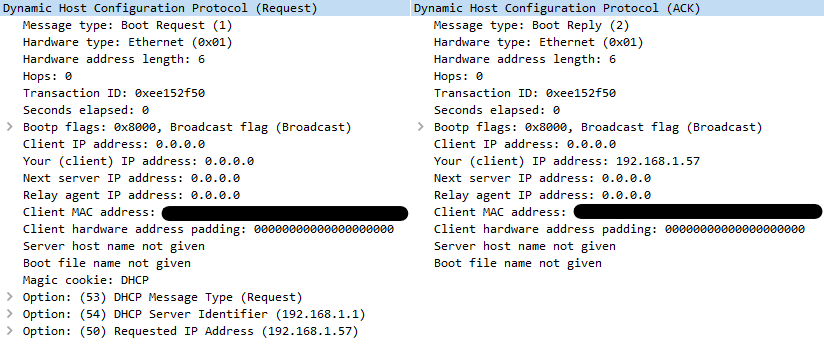 Dynamic Host Configuration Protocol (Request)
Message type: Boot Request (1)
Hardware type: Ethernet (0x01)
Hardware address length: 6
Hops: 0
Transaction ID: 0xee152f50
Seconds elapsed: 0
Bootp flags: 0x8000, Broadcast flag (Broadcast)
Client IP address: 0.0.0.0
Your (client) IP address: 0.0.0.0
Next server IP address: 0.0.0.0
Relay agent IP address: 0.0.0.0
Client MAC address:
Client hardware address padding: 00000000000000000000
Server host name not given
Boot file name not given
Magic cookie: DHCP
Option: (53) DHCP Message Type (Request)
Option: (54) DHCP Server Identifier (192.168.1.1)
Option: (50) Requested IP Address (192.168.1.57)
Dynamic Host Configuration Protocol (ACK)
Message type: Boot Reply (2)
Hardware type: Ethernet (0x01)
Hardware address length: 6
Hops: 0
Transaction ID: 0xee152f50
Seconds elapsed: 0
Bootp flags: 0x8000, Broadcast flag (Broadcast)
Client IP address: 0.0.0.0
Your (client) IP address: 192.168.1.57
Next server IP address: 0.0.0.0
Relay agent IP address: 0.0.0.0
Client MAC address:
Client hardware address padding: 00000000000000000000
Server host name not given
Boot file name not given